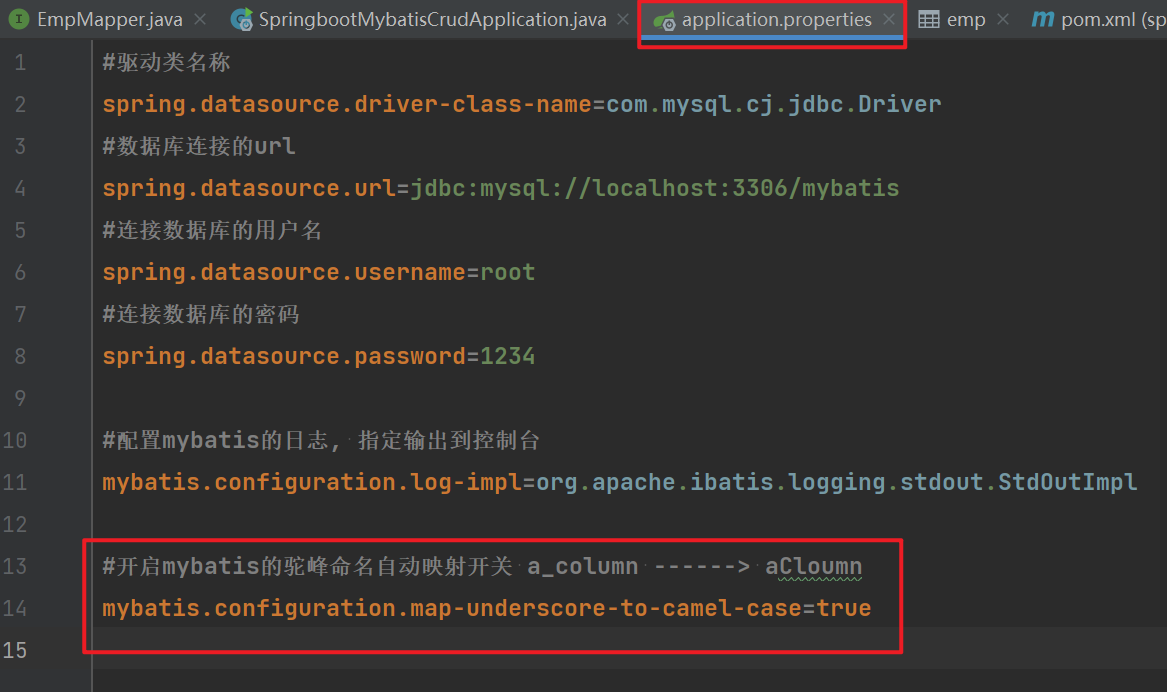 EmpMapper.java SpringbootMybatisCrudApplication.java application.properties emp pom.xml (sp
1 #驱动类名称
2 spring.datasource.driver-class-name=com.mysql.cj.jdbc.Driver
3 #数据库连接的url
4 spring.datasource.url=jdbc:mysql://localhost:3306/mybatis
5 #连接数据库的用户名
6 spring.datasource.username=root
7 #连接数据库的密码
8 spring.datasource.password=1234
9
10 #配置mybatis的日志, 指定输出到控制台
11 mybatis.configuration.log-impl=org.apache.ibatis.logging.stdout.StdOutImpl
12
13 #开启mybatis的驼峰命名自动映射开关 a_column ------> aCloumn
14 mybatis.configuration.map-underscore-to-camel-case=true
15